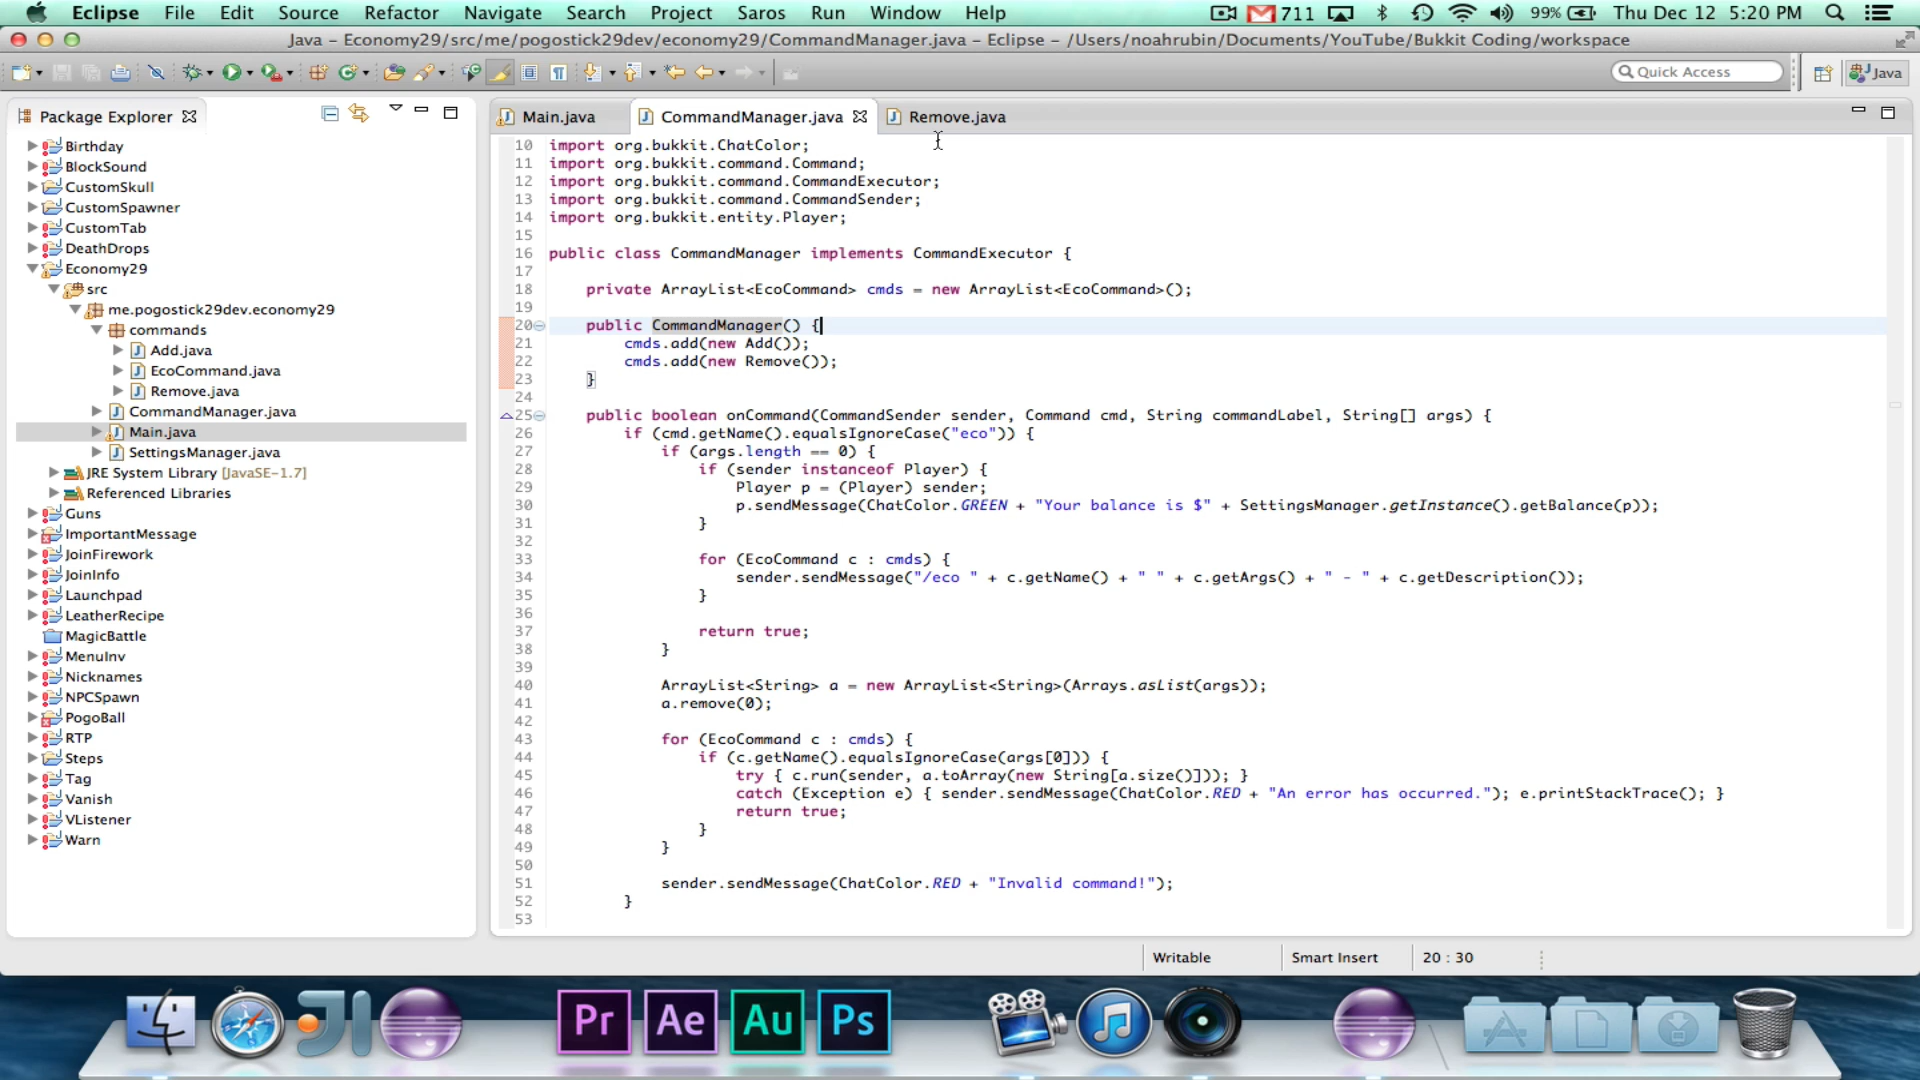 Eclipse File Edit Source Refactor Navigate Search Project Saros Run Window Help 711 99% Thu Dec 12 5:20 PM
Java – Economy29/src/me/pogostick29dev/economy29/CommandManager.java – Eclipse – /Users/noahrubin/Documents/YouTube/Bukkit Coding/workspace
Quick Access Java
Package Explorer
Birthday
BlockSound
CustomSkull
CustomSpawner
CustomTab
DeathDrops
Economy29
src
me.pogostick29dev.economy29
commands
Add.java
EcoCommand.java
Remove.java
CommandManager.java
Main.java
SettingsManager.java
JRE System Library [JavaSE-1.7]
Referenced Libraries
Guns
ImportantMessage
JoinFirework
JoinInfo
Launchpad
LeatherRecipe
MagicBattle
MenuInv
Nicknames
NPCSpawn
PogoBall
RTP
Steps
Tag
Vanish
VListener
Warn
Main.java CommandManager.java Remove.java
10 import org.bukkit.ChatColor;
11 import org.bukkit.command.Command;
12 import org.bukkit.command.CommandExecutor;
13 import org.bukkit.command.CommandSender;
14 import org.bukkit.entity.Player;
15
16 public class CommandManager implements CommandExecutor {
17
18 private ArrayList<EcoCommand> cmds = new ArrayList<EcoCommand>();
19
20 public CommandManager() {
21 cmds.add(new Add());
22 cmds.add(new Remove());
23 }
24
25 public boolean onCommand(CommandSender sender, Command cmd, String commandLabel, String[] args) {
26 if (cmd.getName().equalsIgnoreCase("eco")) {
27 if (args.length == 0) {
28 if (sender instanceof Player) {
29 Player p = (Player) sender;
30 p.sendMessage(ChatColor.GREEN + "Your balance is $" + SettingsManager.getInstance().getBalance(p));
31 }
32
33 for (EcoCommand c : cmds) {
34 sender.sendMessage("/eco " + c.getName() + " " + c.getArgs() + " - " + c.getDescription());
35 }
36
37 return true;
38 }
39
40 ArrayList<String> a = new ArrayList<String>(Arrays.asList(args));
41 a.remove(0);
42
43 for (EcoCommand c : cmds) {
44 if (c.getName().equalsIgnoreCase(args[0])) {
45 try { c.run(sender, a.toArray(new String[a.size()])); }
46 catch (Exception e) { sender.sendMessage(ChatColor.RED + "An error has occurred."); e.printStackTrace(); }
47 return true;
48 }
49 }
50
51 sender.sendMessage(ChatColor.RED + "Invalid command!");
52 }
53
Writable Smart Insert 20 : 30
Pr Ae Au Ps